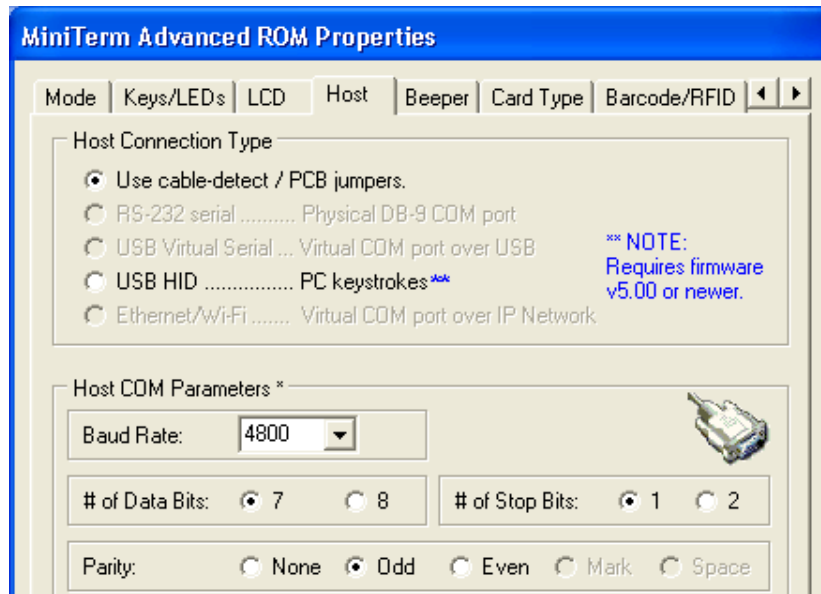 MiniTerm Advanced ROM Properties
Mode Keys/LEDs LCD Host Beeper Card Type Barcode/RFID
Host Connection Type
Use cable-detect / PCB jumpers.
RS-232 serial .......... Physical DB-9 COM port
USB Virtual Serial ... Virtual COM port over USB
USB HID ................ PC keystrokes**
Ethernet/Wi-Fi ....... Virtual COM port over IP Network
** NOTE:
Requires firmware
v5.00 or newer.
Host COM Parameters *
Baud Rate: 4800
# of Data Bits: 7 8 # of Stop Bits: 1 2
Parity: None Odd Even Mark Space